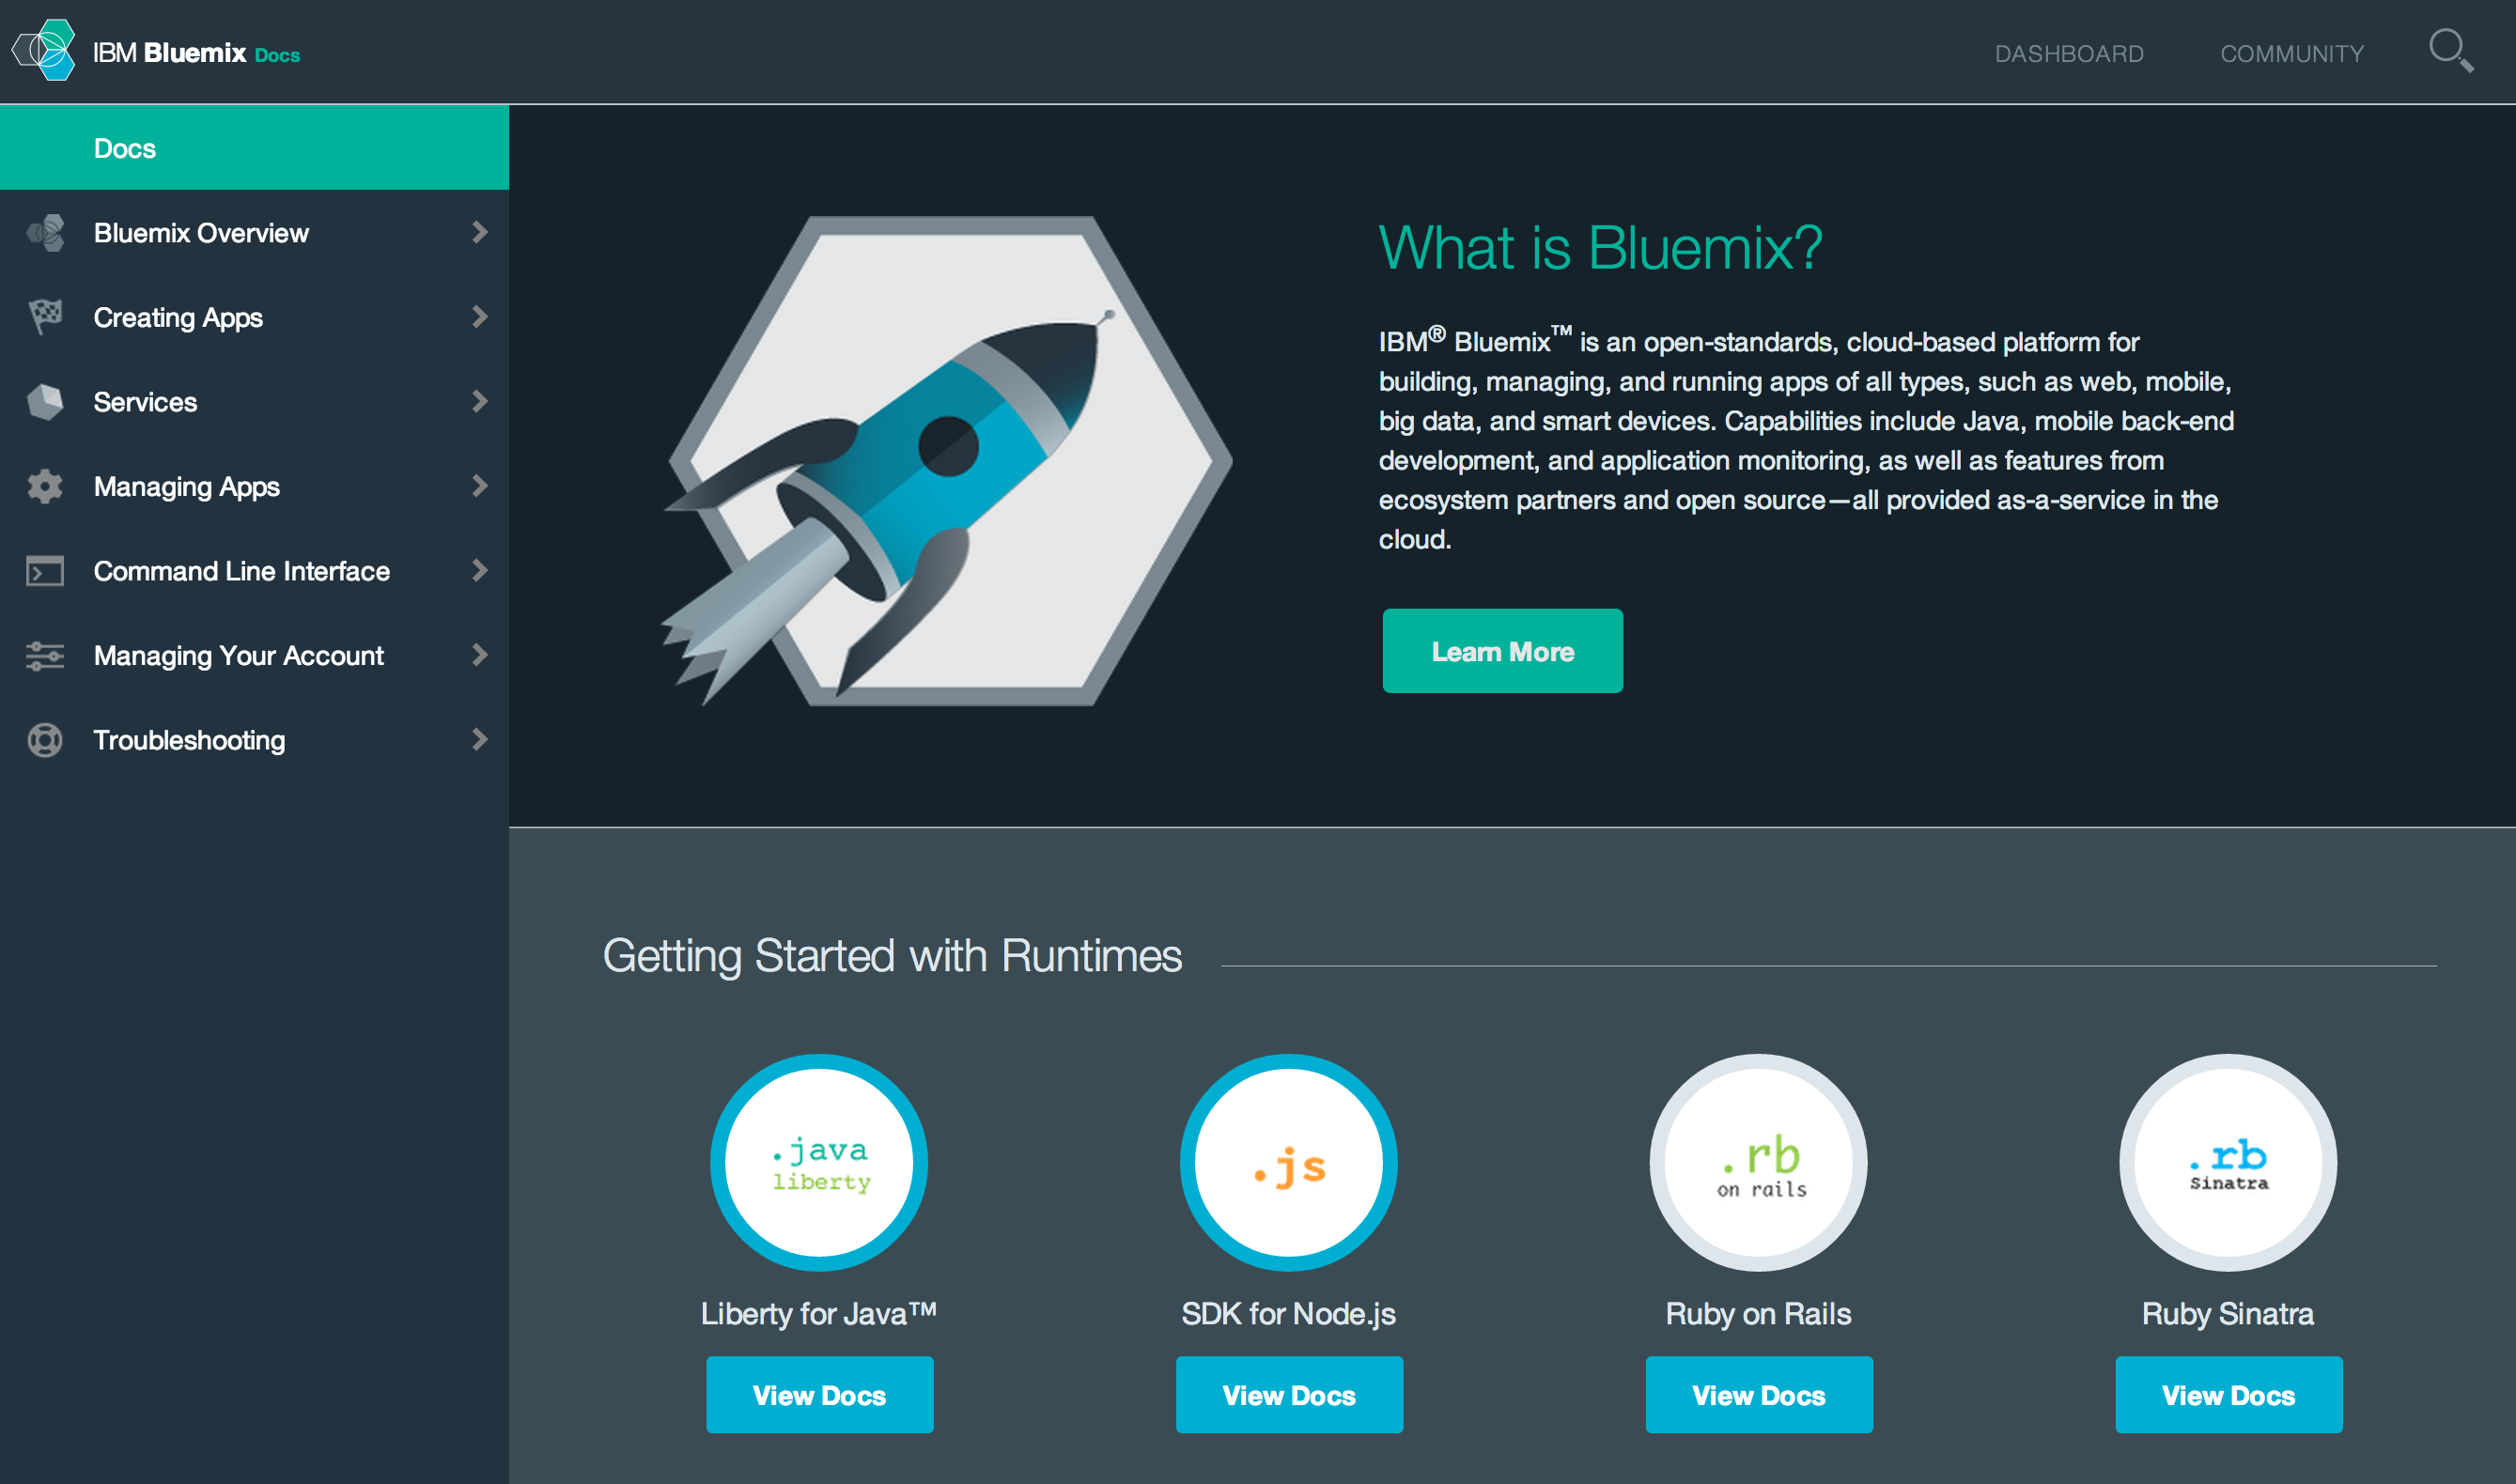 IBM Bluemix Docs
DASHBOARD
COMMUNITY
Docs
Bluemix Overview
Creating Apps
Services
Managing Apps
Command Line Interface
Managing Your Account
Troubleshooting
What is Bluemix?
IBM® Bluemix™ is an open-standards, cloud-based platform for
building, managing, and running apps of all types, such as web, mobile,
big data, and smart devices. Capabilities include Java, mobile back-end
development, and application monitoring, as well as features from
ecosystem partners and open source—all provided as-a-service in the
cloud.
Learn More
Getting Started with Runtimes
.java
liberty
Liberty for Java™
View Docs
.js
SDK for Node.js
View Docs
.rb
on rails
Ruby on Rails
View Docs
.rb
Sinatra
Ruby Sinatra
View Docs